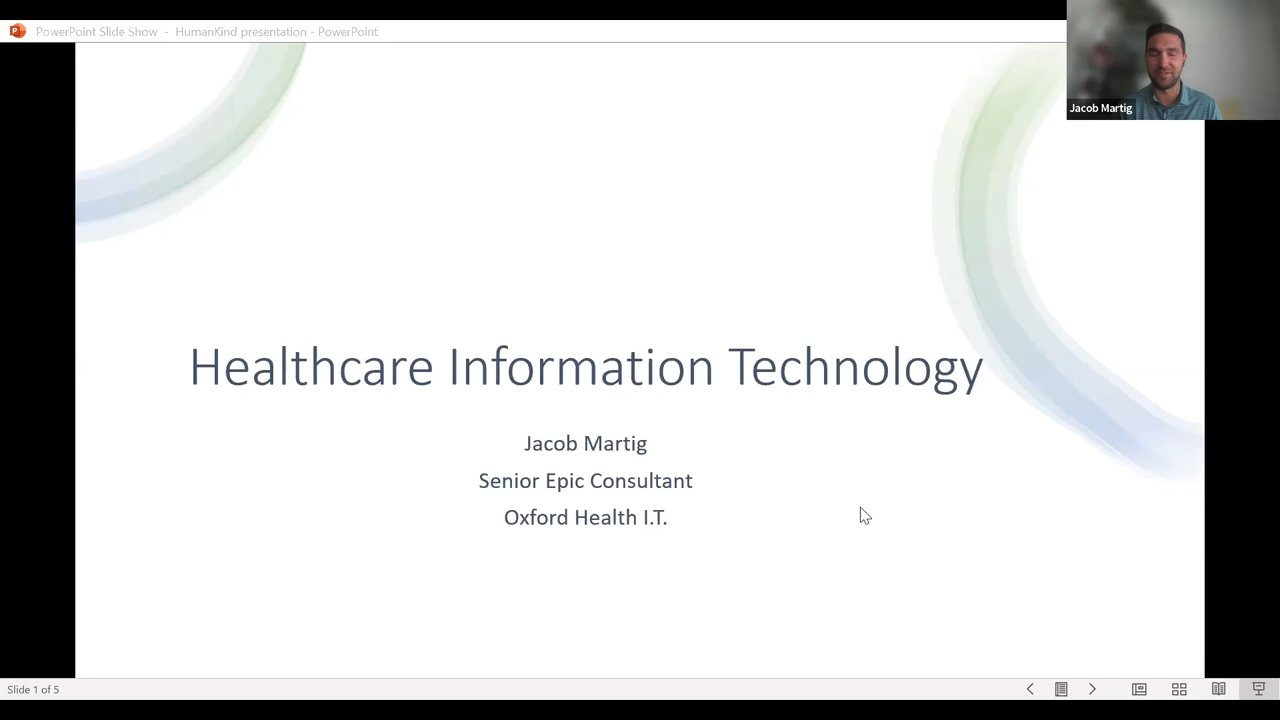 PowerPoint Slide Show - HumanKind presentation - PowerPoint
Jacob Martig
Healthcare Information Technology
Jacob Martig
Senior Epic Consultant
Oxford Health I.T.
Slide 1 of 5